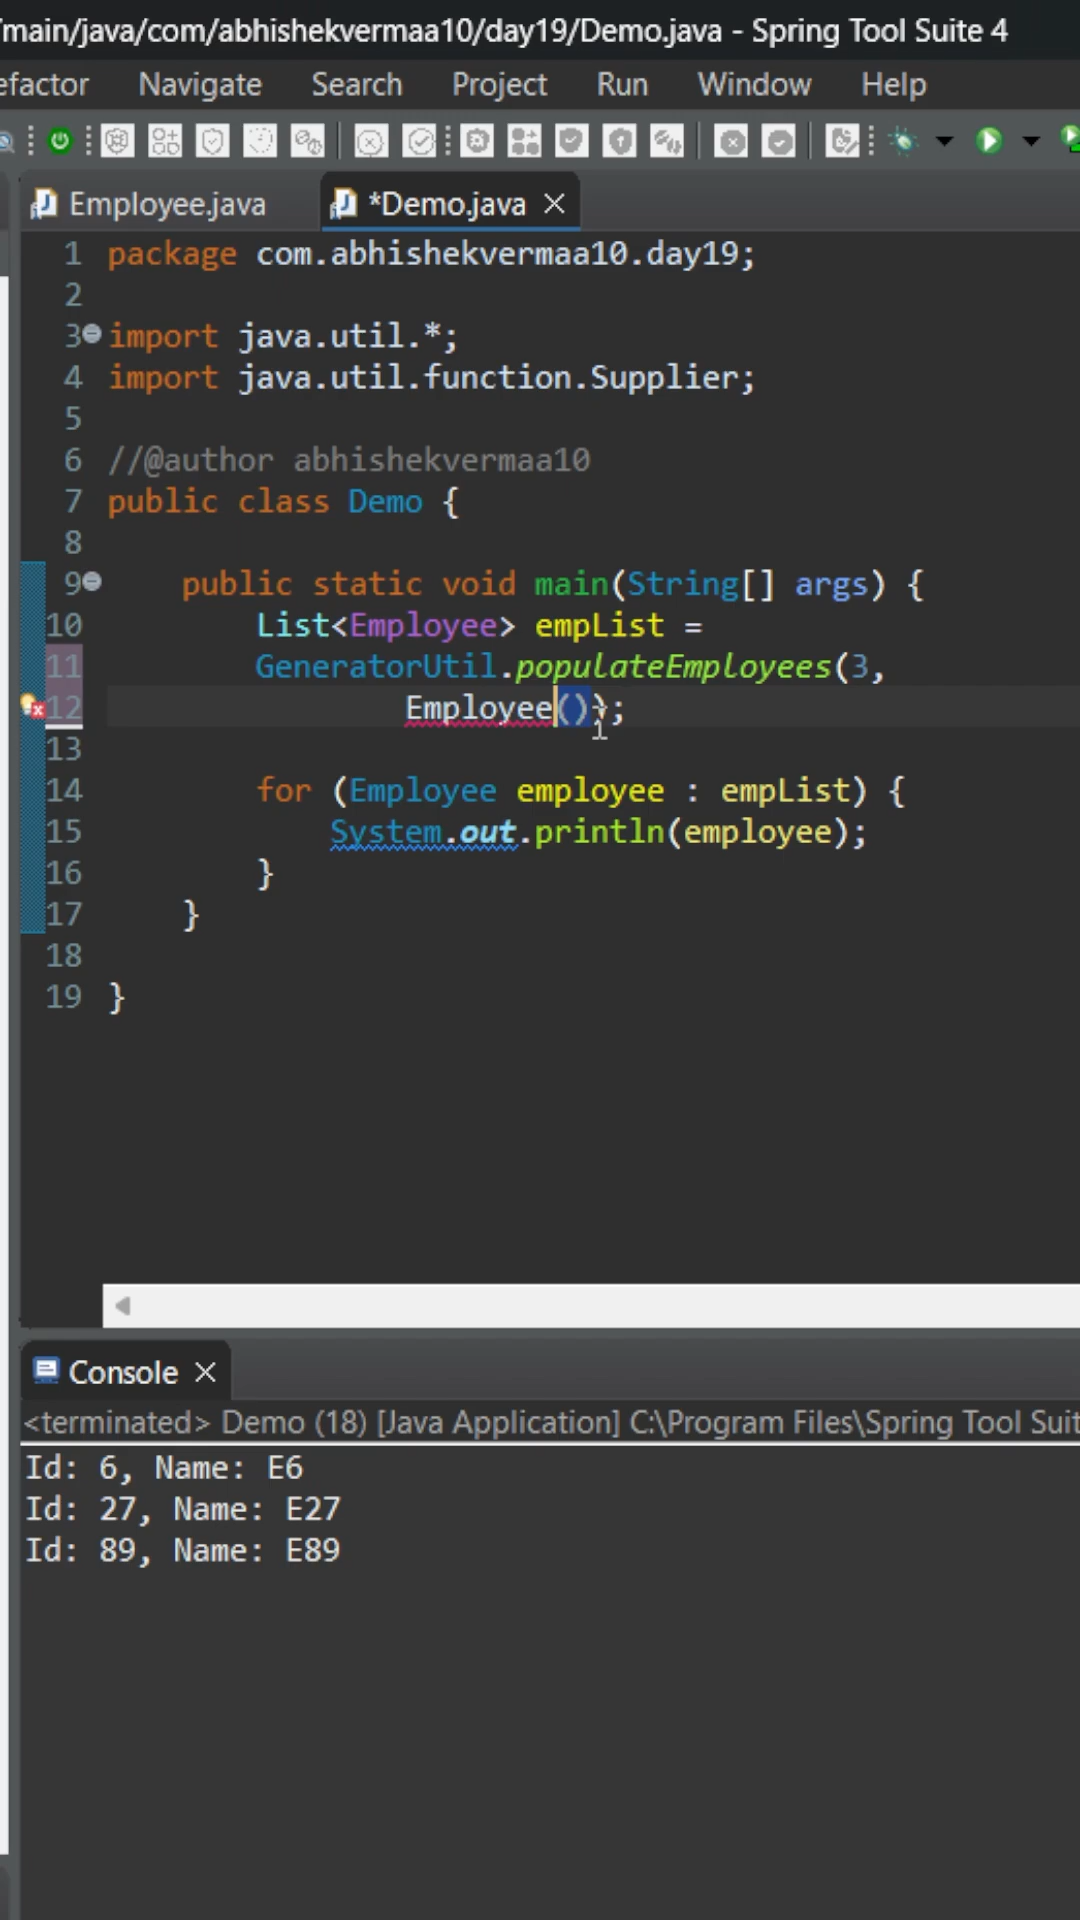 /main/java/com/abhishekvermaa10/day19/Demo.java - Spring Tool Suite 4
efactor Navigate Search Project Run Window Help
Employee.java *Demo.java
1 package com.abhishekvermaa10.day19;
2
3 import java.util.*;
4 import java.util.function.Supplier;
5
6 //@author abhishekvermaa10
7 public class Demo {
8
9 public static void main(String[] args) {
10 List<Employee> empList =
11 GeneratorUtil.populateEmployees(3,
12 Employee());
13
14 for (Employee employee : empList) {
15 System.out.println(employee);
16 }
17 }
18
19 }
Console
<terminated> Demo (18) [Java Application] C:\Program Files\Spring Tool Suit
Id: 6, Name: E6
Id: 27, Name: E27
Id: 89, Name: E89